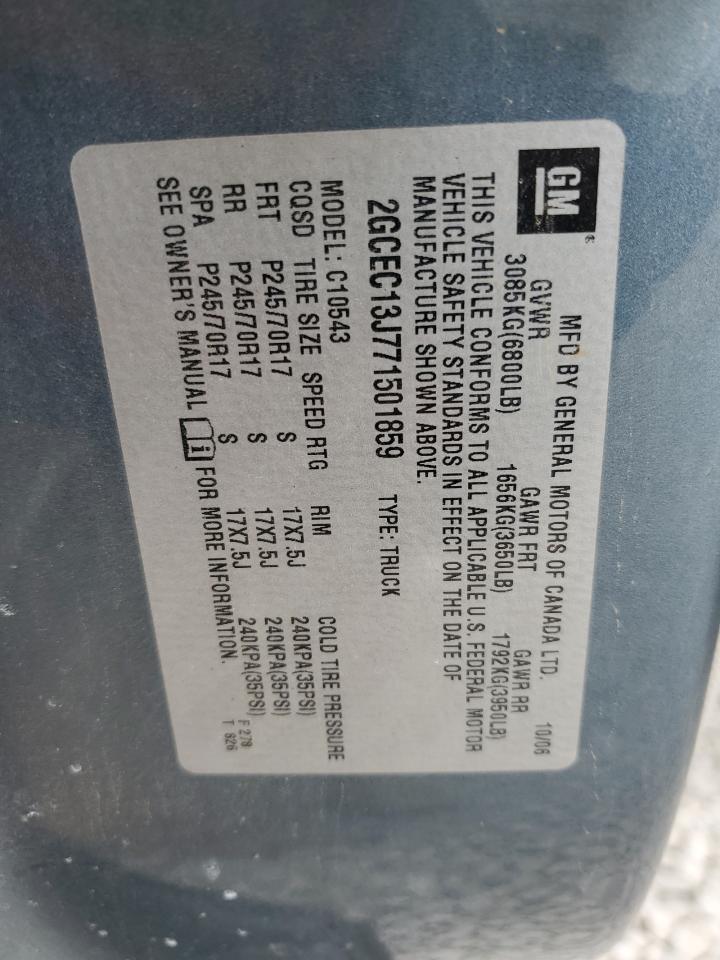 GM®
MFD BY GENERAL MOTORS OF CANADA LTD. 10/06
GVWR GAWR FRT GAWR RR
3085KG(6800LB) 1656KG(3650LB) 1792KG(3950LB)
THIS VEHICLE CONFORMS TO ALL APPLICABLE U.S. FEDERAL MOTOR
VEHICLE SAFETY STANDARDS IN EFFECT ON THE DATE OF
MANUFACTURE SHOWN ABOVE.
2GCEC13J771501859 TYPE: TRUCK
MODEL: C10543
CQSD TIRE SIZE SPEED RTG RIM COLD TIRE PRESSURE
FRT P245/70R17 S 17X7.5J 240KPA(35PSI)
RR P245/70R17 S 17X7.5J 240KPA(35PSI)
SPA P245/70R17 S 17X7.5J 240KPA(35PSI)
SEE OWNER'S MANUAL i FOR MORE INFORMATION.
F 278
T 626